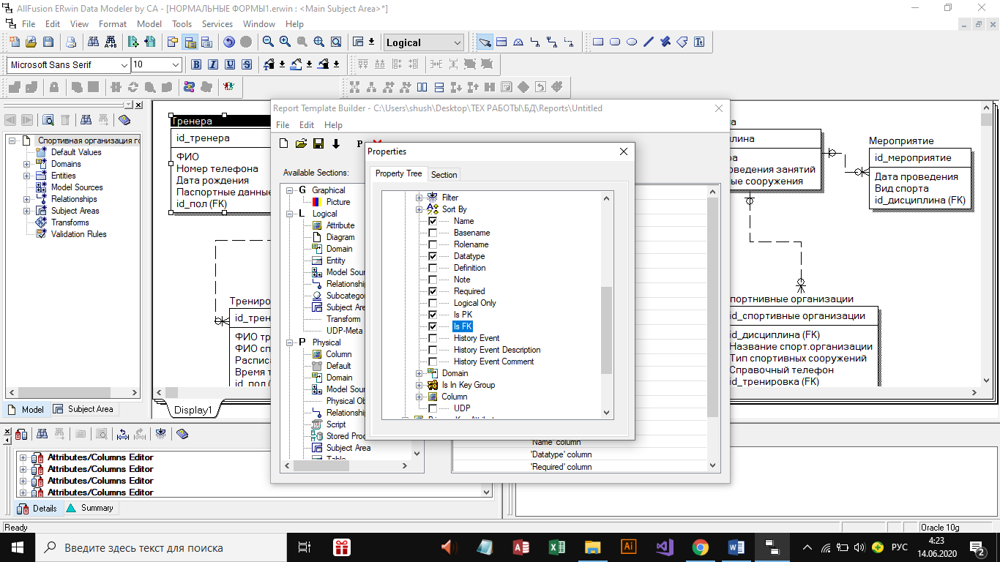 AllFusion ERwin Data Modeler by CA - [НОРМАЛЬНЫЕ ФОРМЫ1.erwin : <Main Subject Area>*]
File Edit View Format Model Tools Services Window Help
Logical
Microsoft Sans Serif 10
Report Template Builder - C:\Users\shush\Desktop\ТЕХ РАБОТЫ\БД\Reports\Untitled
File Edit Help
Available Sections:
Graphical
Picture
Logical
Attribute
Diagram
Domain
Entity
Model Sour
Relationshi
Subcatego
Subject Are
Transform
UDP-Meta
Physical
Column
Default
Domain
Model Sour
Physical Ob
Relationshi
Script
Stored Proc
Subject Area
Properties
Property Tree Section
Filter
Sort By
Name
Basename
Rolename
Datatype
Definition
Note
Required
Logical Only
Is PK
Is FK
History Event
History Event Description
History Event Comment
Domain
Is In Key Group
Column
UDP
'Name' column
'Datatype' column
'Required' column
Спортивная организация го
Default Values
Domains
Entities
Model Sources
Relationships
Subject Areas
Transforms
Validation Rules
Model Subject Area
Тренера
id_тренера
ФИО
Номер телефона
Дата рождения
Паспортные данные
id_пол (FK)
Трениро
id_трен
ФИО тр
ФИО сп
Распис
Время т
id_пол (FK)
Display1
а
лина
ра
оведения занятий
ые сооружения
Мероприятие
id_мероприятие
Дата проведения
Вид спорта
id_дисциплина (FK)
портнивные организации
id_спортивные организации
id_дисциплина (FK)
Название спорт.организации
Тип спортивных сооружений
Справочный телефон
id_тренировка (FK)
Attributes/Columns Editor
Attributes/Columns Editor
Attributes/Columns Editor
Attributes/Columns Editor
Details Summary
Ready
Oracle 10g
Введите здесь текст для поиска
РУС
4:23
14.06.2020
2